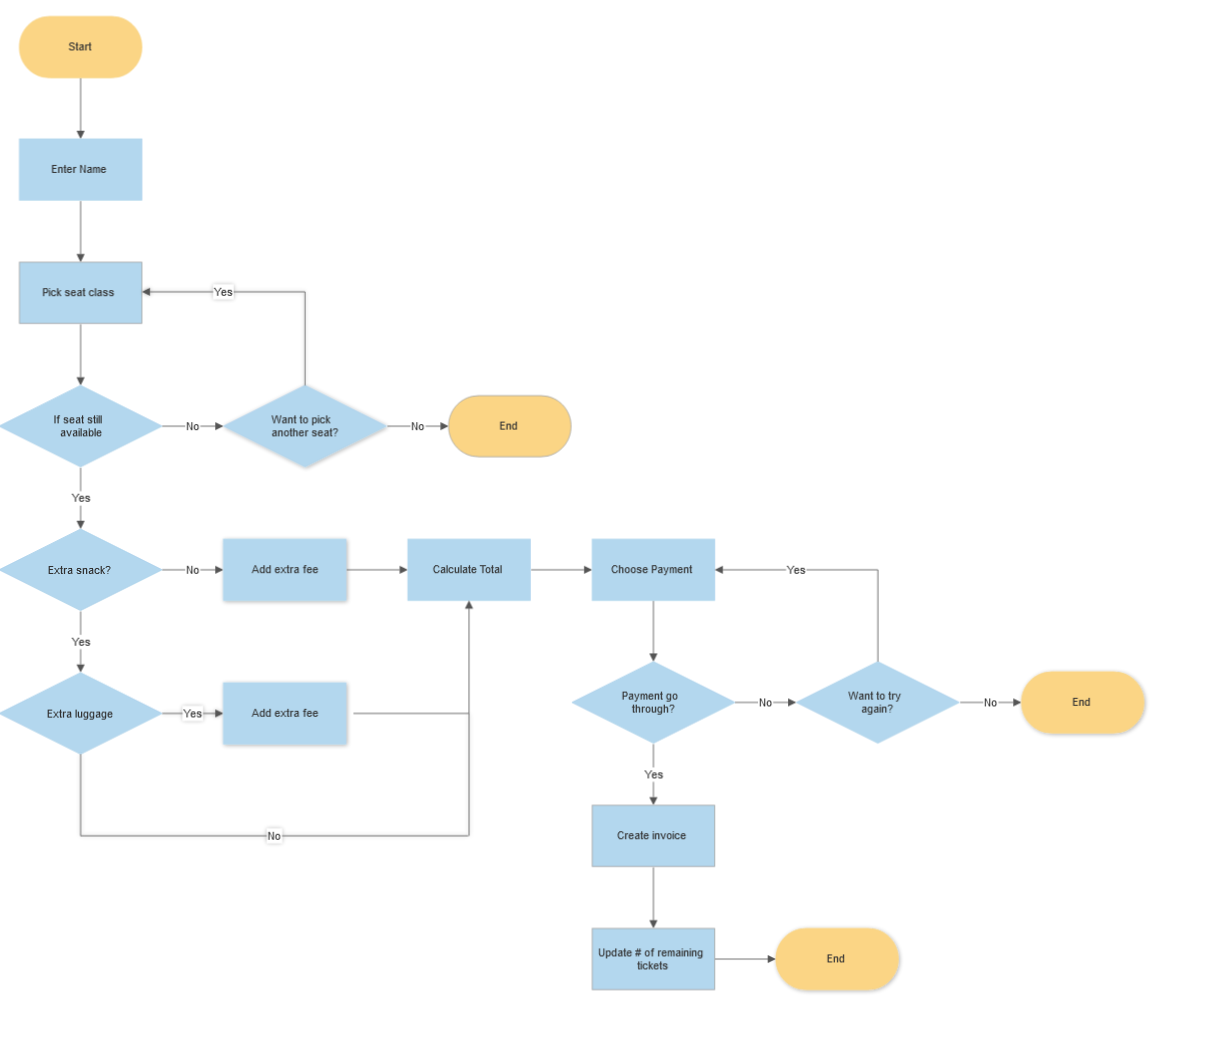 Start
Enter Name
Pick seat class
Yes
If seat still
available
No
Want to pick
another seat?
No
End
Yes
Extra snack?
No
Add extra fee
Calculate Total
Choose Payment
Yes
Yes
Extra luggage
Yes
Add extra fee
Payment go
through?
No
Want to try
again?
No
End
Yes
No
Create invoice
Update # of remaining
tickets
End